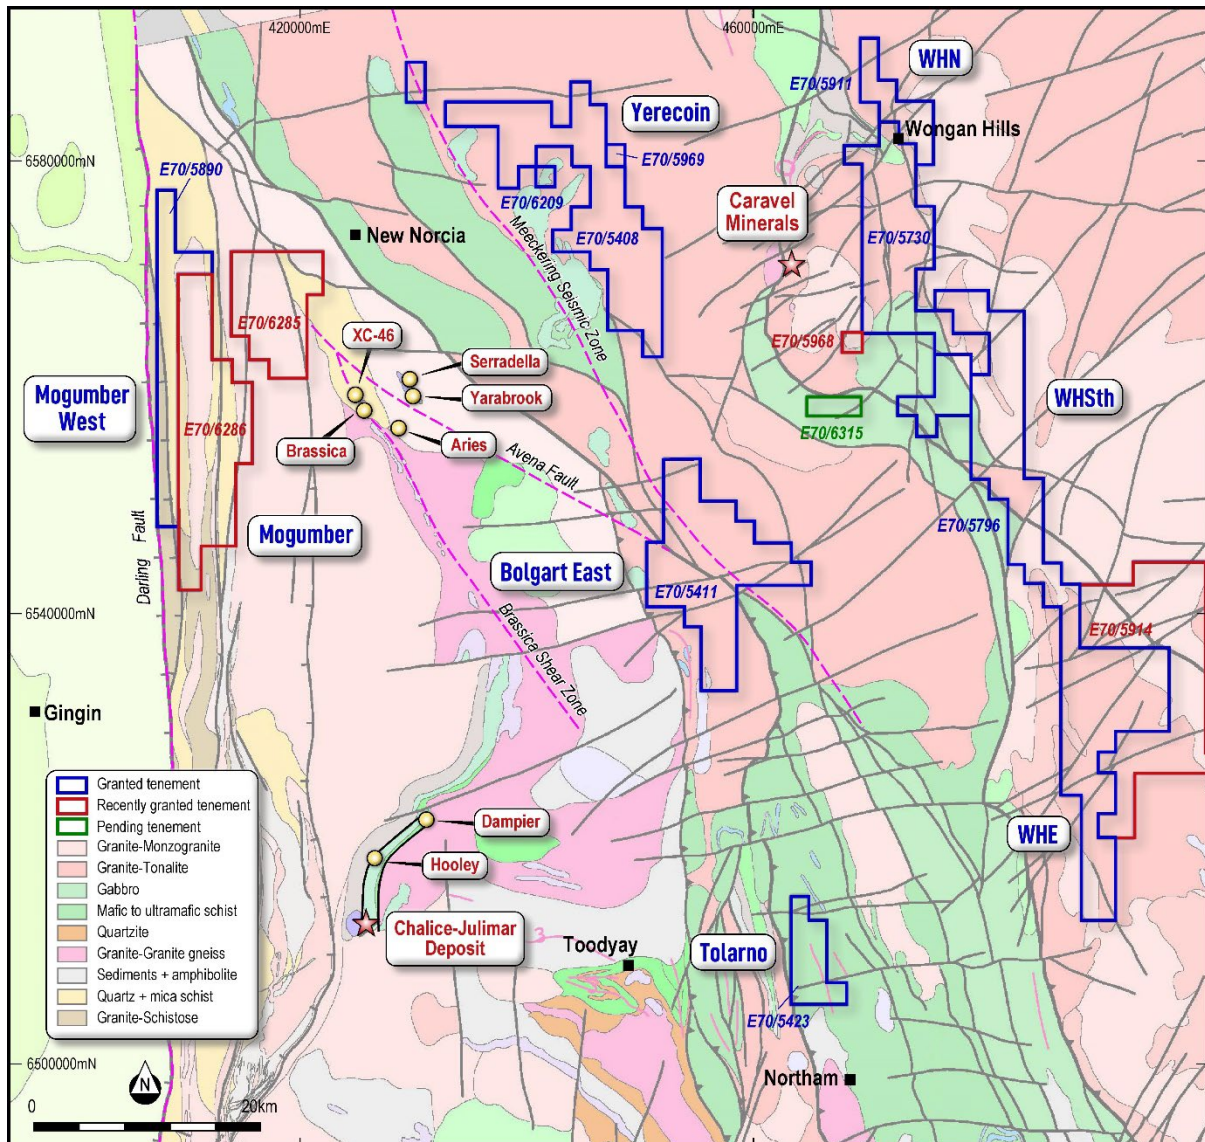 420000mE
460000mE
WHN
E70/5911
Yerecoin
Wongan Hills
E70/5969
6580000mN
E70/5890
E70/6209
Caravel
Minerals
New Norcia
E70/5408
E70/5730
Meeckering Seismic Zone
E70/6285
XC-46
Serradella
E70/5968
Yarabrook
Mogumber
West
WHSth
E70/6315
E70/6286
Brassica
Aries
Avena Fault
Mogumber
E70/5796
Darling Fault
Bolgart East
E70/5411
6540000mN
E70/5914
Brassica Shear Zone
Gingin
Granted tenement
Recently granted tenement
Pending tenement
Granite-Monzogranite
Granite-Tonalite
Gabbro
Mafic to ultramafic schist
Quartzite
Granite-Granite gneiss
Sediments + amphibolite
Quartz + mica schist
Granite-Schistose
Dampier
WHE
Hooley
Chalice-Julimar
Deposit
Toodyay
Tolarno
E70/5423
6500000mN
Northam
N
0
20km